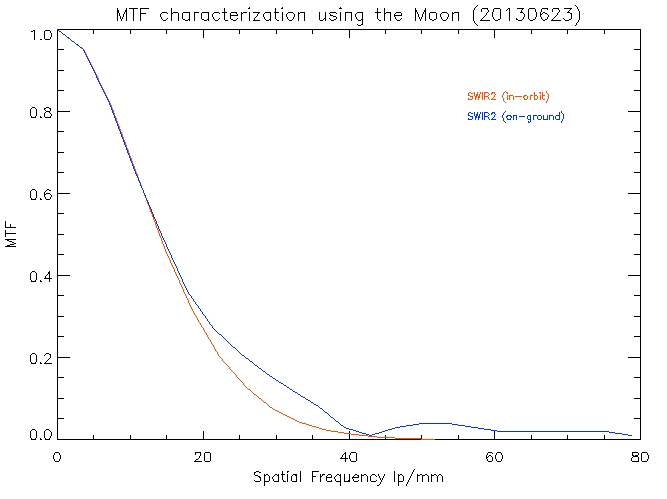 MTF characterization using the Moon (20130623)
1.0
SWIR2 (in-orbit)
SWIR2 (on-ground)
0.8
0.6
MTF
0.4
0.2
0.0
0 20 40 60 80
Spatial Frequency lp/mm